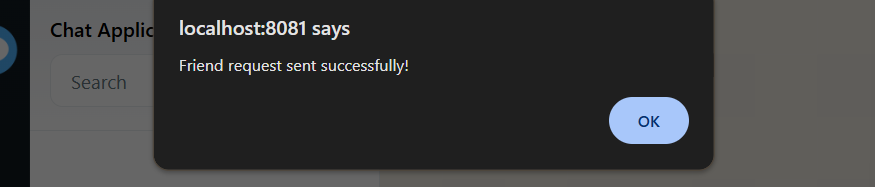 localhost:8081 says
Chat Applic
Friend request sent successfully!
Search
OK